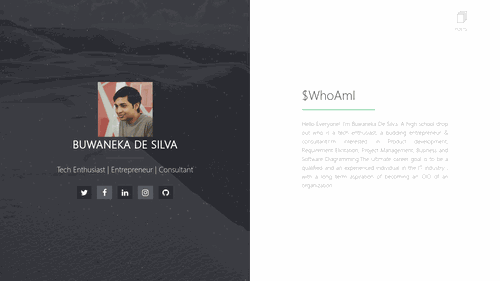 BUWANEKA DE SILVA
Tech Enthusiast | Entrepreneur | Consultant
$WhoAmI
Hello Everyone! I'm Buwaneka De Silva. A high school drop
out who is a tech enthusiast, a budding entrepreneur &
consultant. I'm interested in Product development,
Requirement Elicitation, Project Management, Business and
Software Diagramming. The ultimate career goal is to be a
qualified and an experienced individual in the IT industry
with a long term aspiration of becoming an CIO of an
organization.